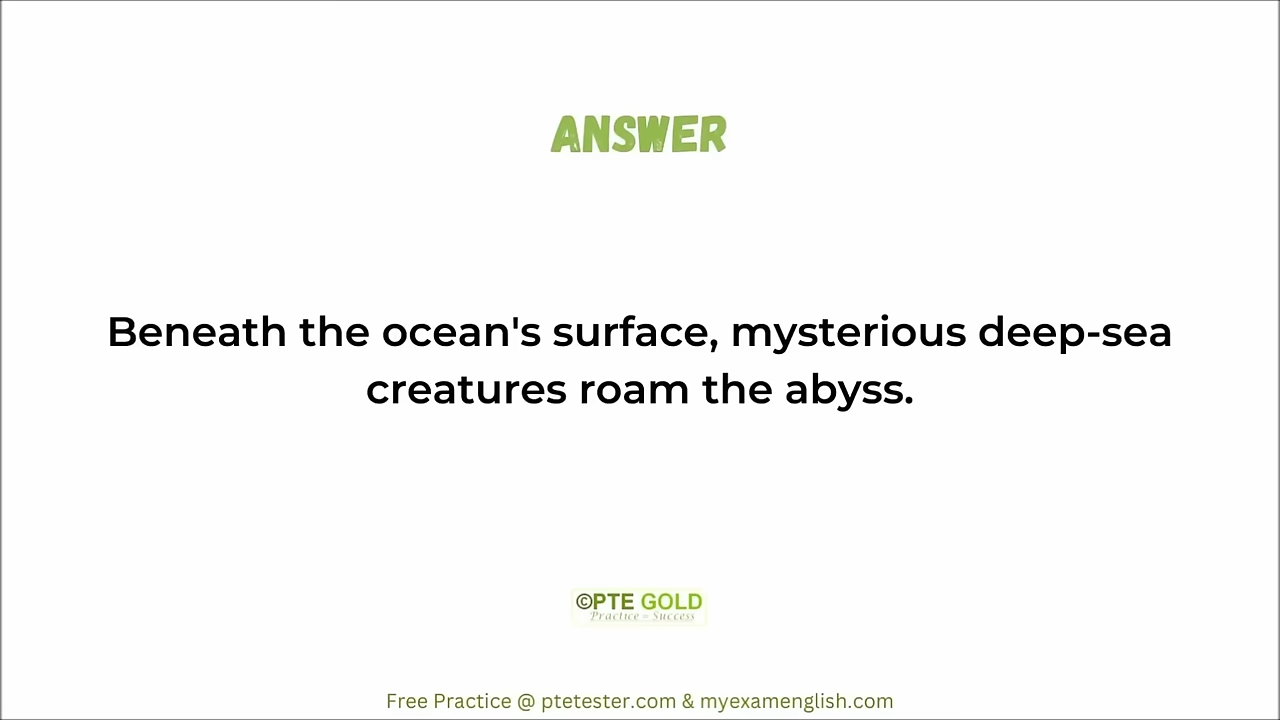 ANSWER
Beneath the ocean's surface, mysterious deep-sea
creatures roam the abyss.
©PTE GOLD
Practice = Success
Free Practice @ ptetester.com & myexamenglish.com